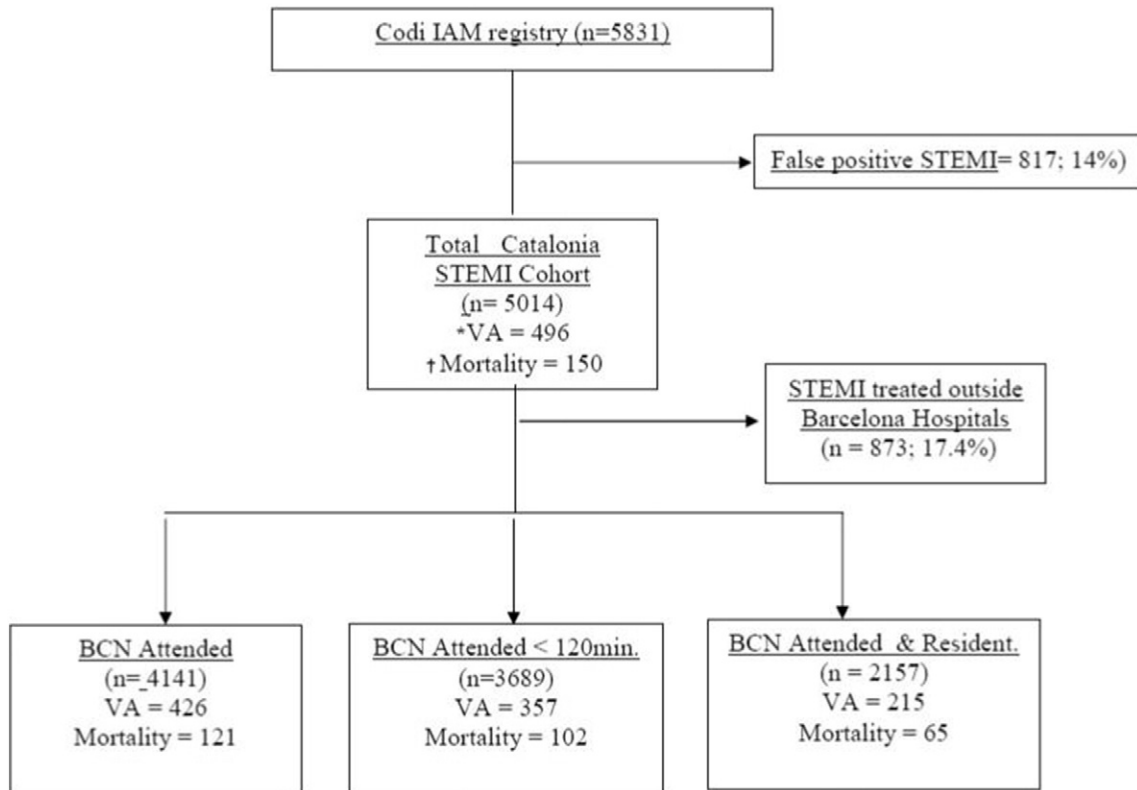 Codi IAM registry (n=5831)
False positive STEMI= 817; 14%)
Total Catalonia
STEMI Cohort
(n= 5014)
*VA = 496
†Mortality = 150
STEMI treated outside
Barcelona Hospitals
(n = 873; 17.4%)
BCN Attended
(n=_4141)
VA = 426
Mortality = 121
BCN Attended < 120min.
(n=3689)
VA = 357
Mortality = 102
BCN Attended & Resident.
(n = 2157)
VA = 215
Mortality = 65